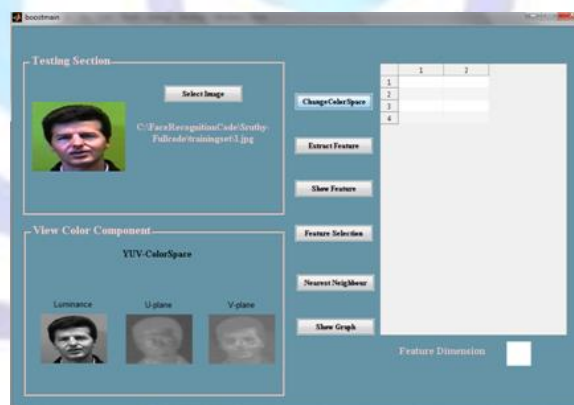 boostmain
Testing Section
Select Image
C:\FaceRecognitionCode\Sruthy-
Fullcode\trainingset\1.jpg
View Color Component
YUV-ColorSpace
Luminance
U-plane
V-plane
ChangeColorSpace
Extract Feature
Show Feature
Feature Selection
Nearest Neighbour
Show Graph
1 2
1
2
3
4
Feature Dimension